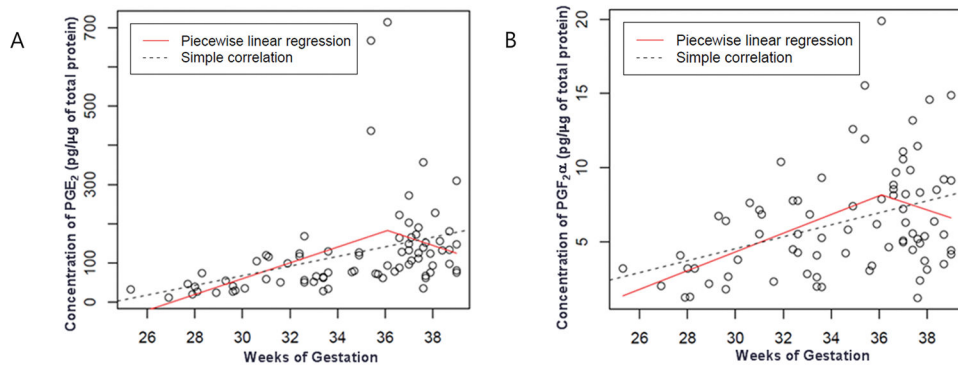 A
Concentration of PGE₂ (pg/μg of total protein)
700
500
300
100
0
Piecewise linear regression
Simple correlation
26 28 30 32 34 36 38
Weeks of Gestation
B
Concentration of PGF₂α (pg/μg of total protein)
20
15
10
5
Piecewise linear regression
Simple correlation
26 28 30 32 34 36 38
Weeks of Gestation